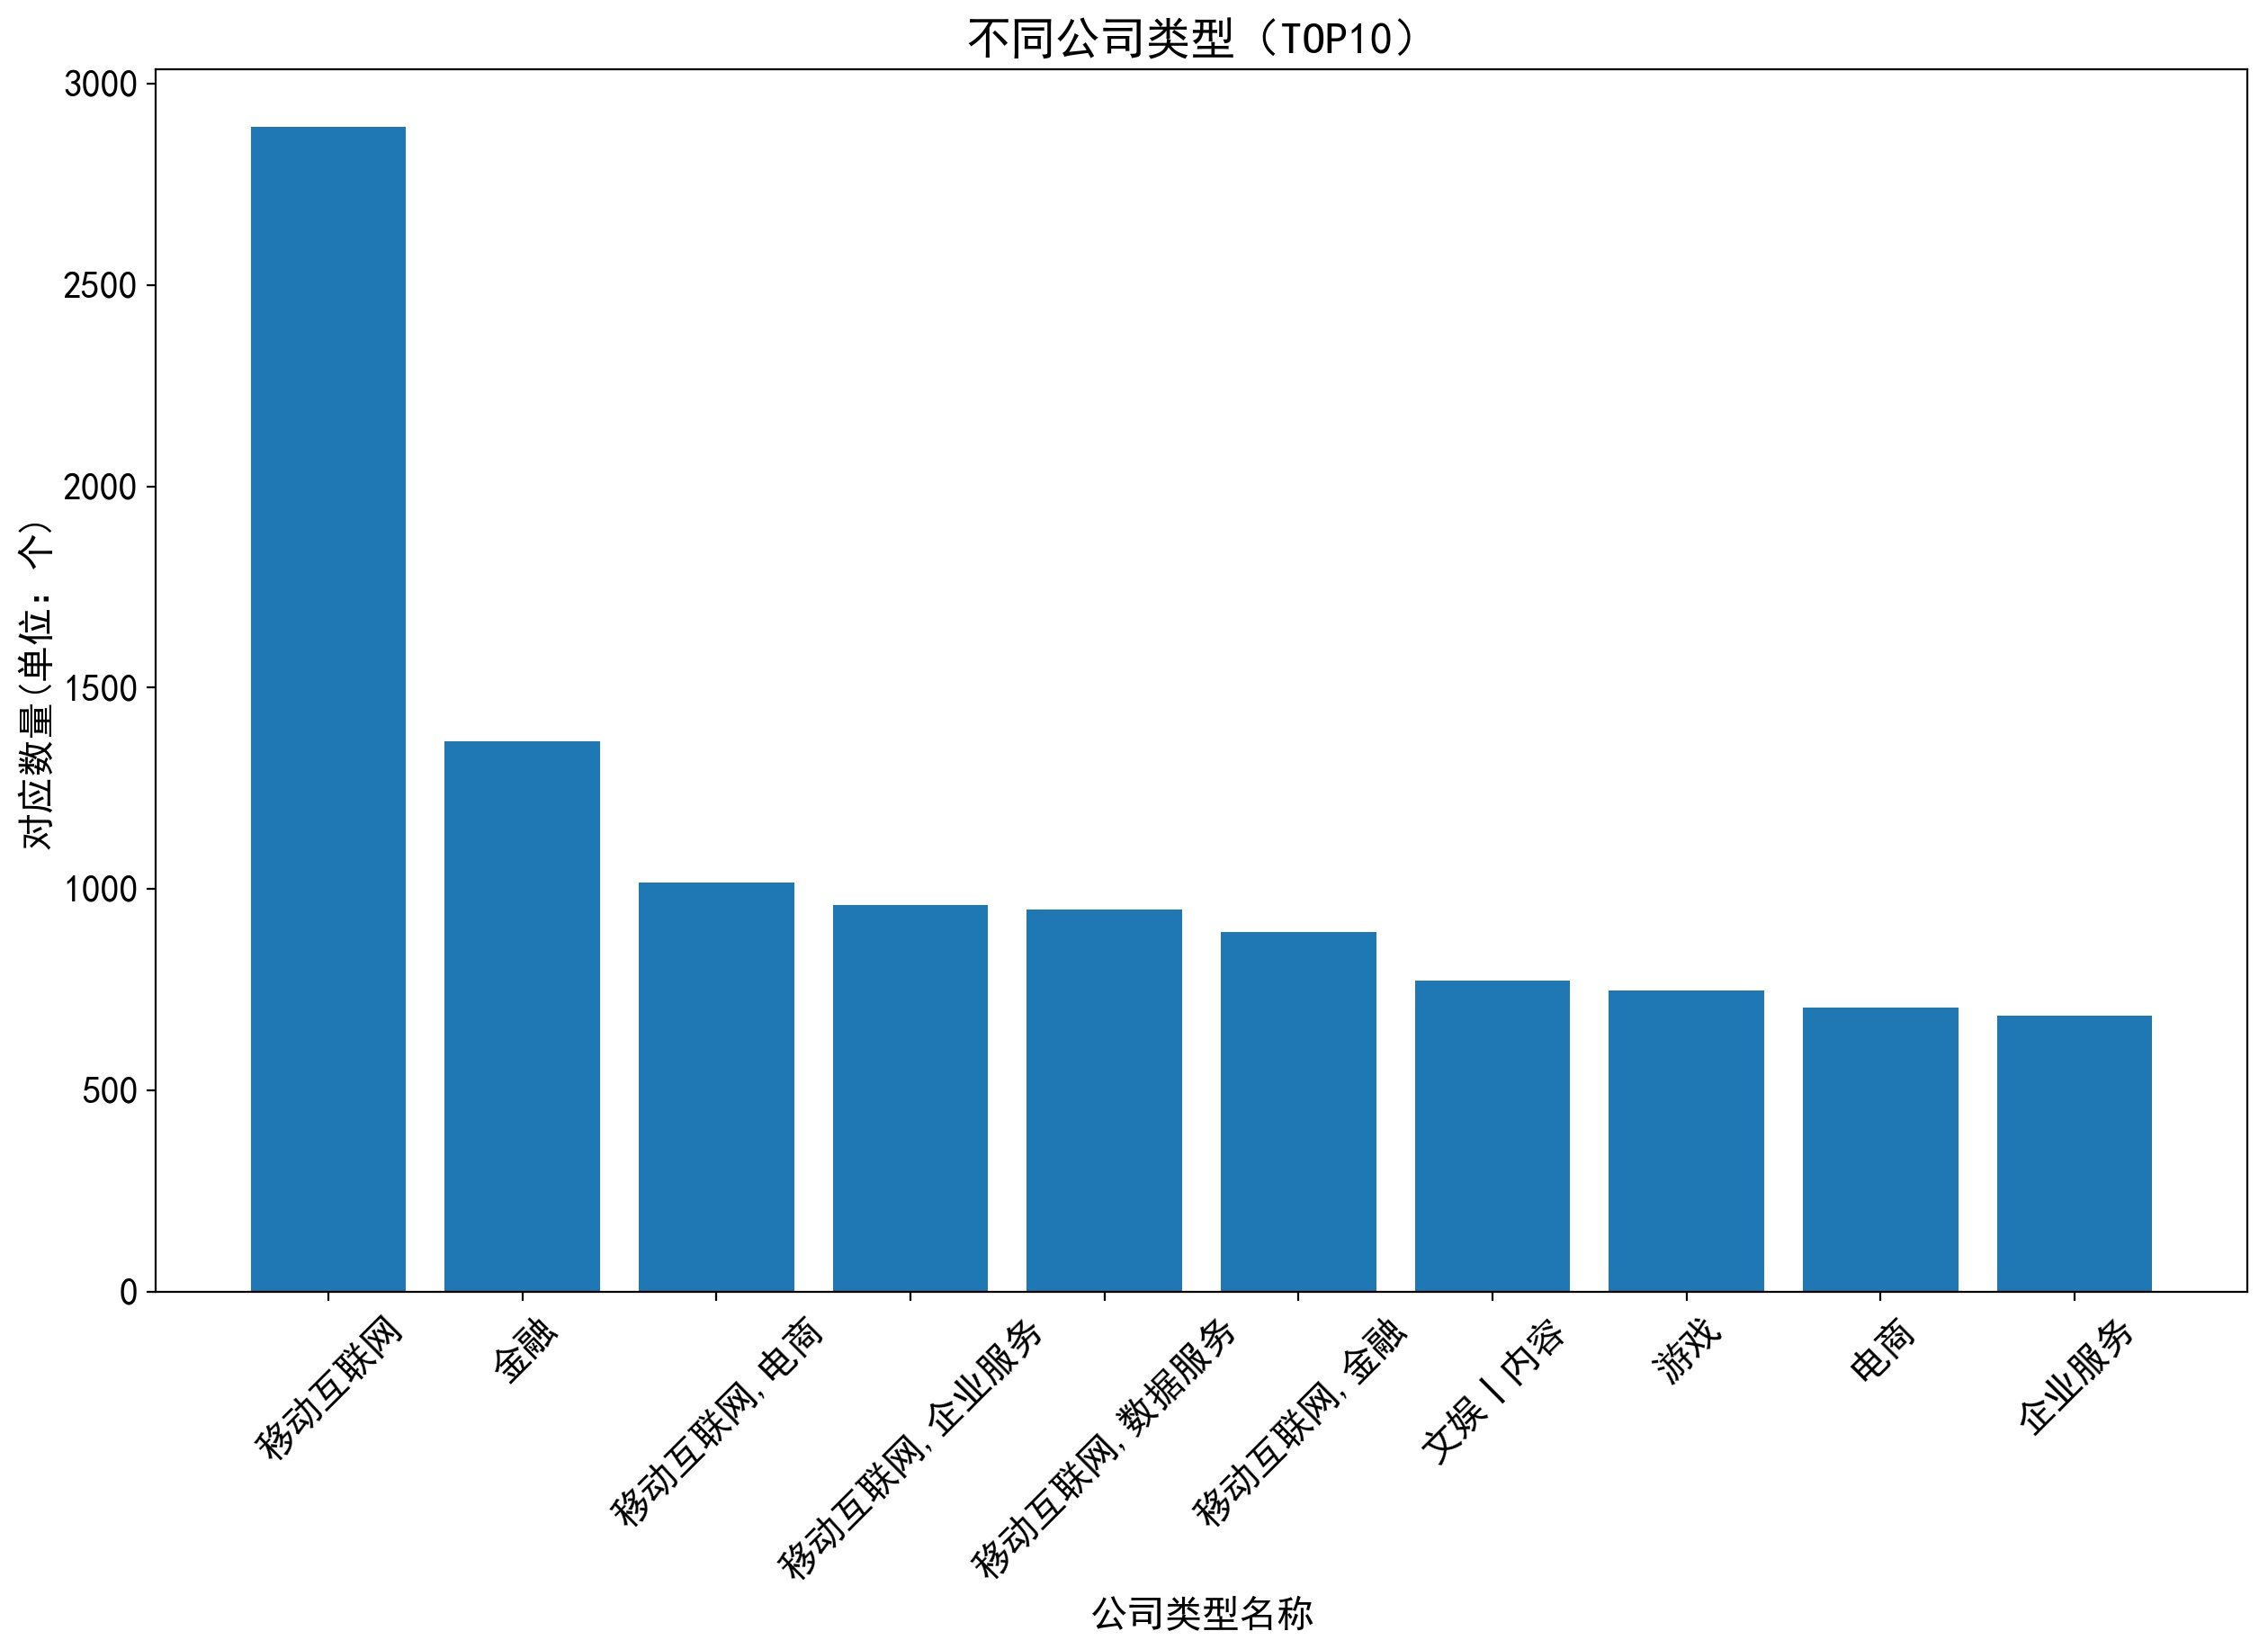 不同公司类型（TOP10）
对应数量(单位：个)
3000
2500
2000
1500
1000
500
0
移动互联网
金融
移动互联网,电商
移动互联网,企业服务
移动互联网,数据服务
移动互联网,金融
文娱丨内容
游戏
电商
企业服务
公司类型名称